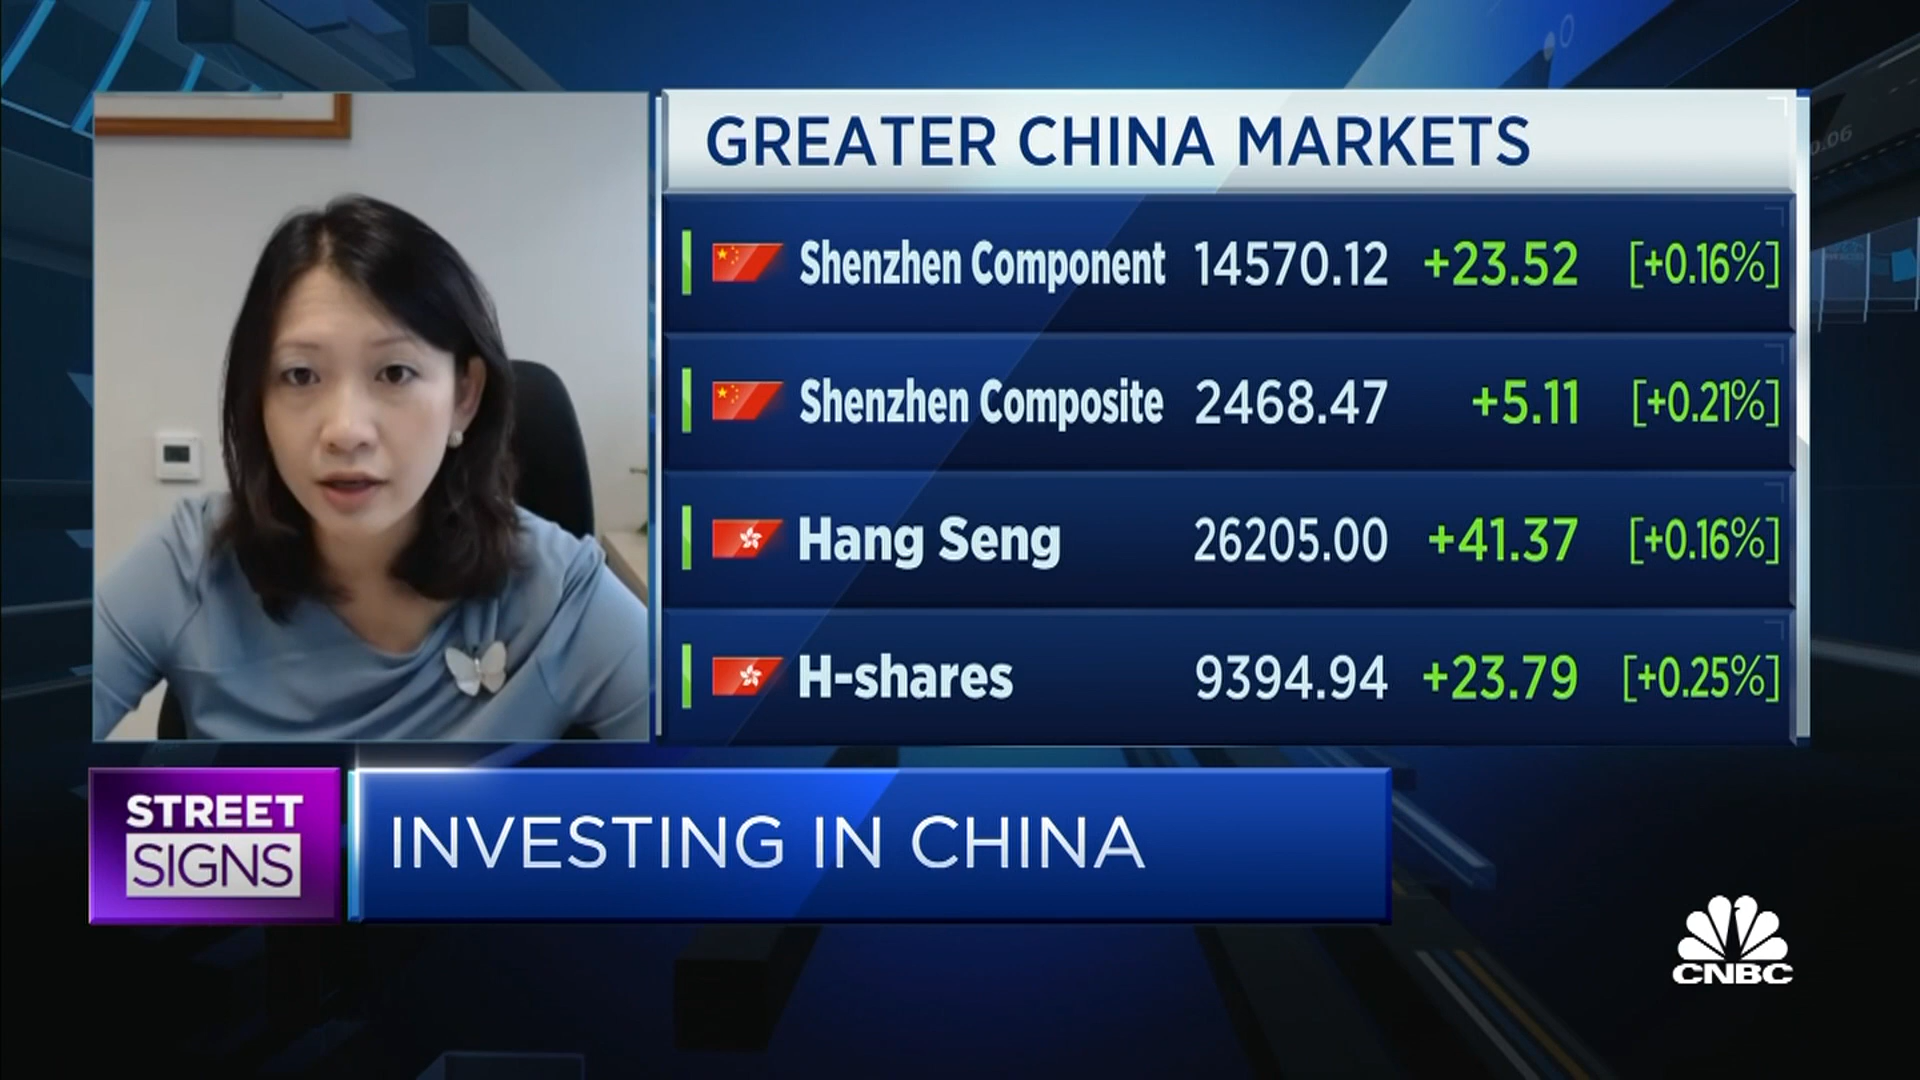 GREATER CHINA MARKETS
Shenzhen Component 14570.12 +23.52 [+0.16%]
Shenzhen Composite 2468.47 +5.11 [+0.21%]
Hang Seng 26205.00 +41.37 [+0.16%]
H-shares 9394.94 +23.79 [+0.25%]
STREET
SIGNS
INVESTING IN CHINA
CNBC